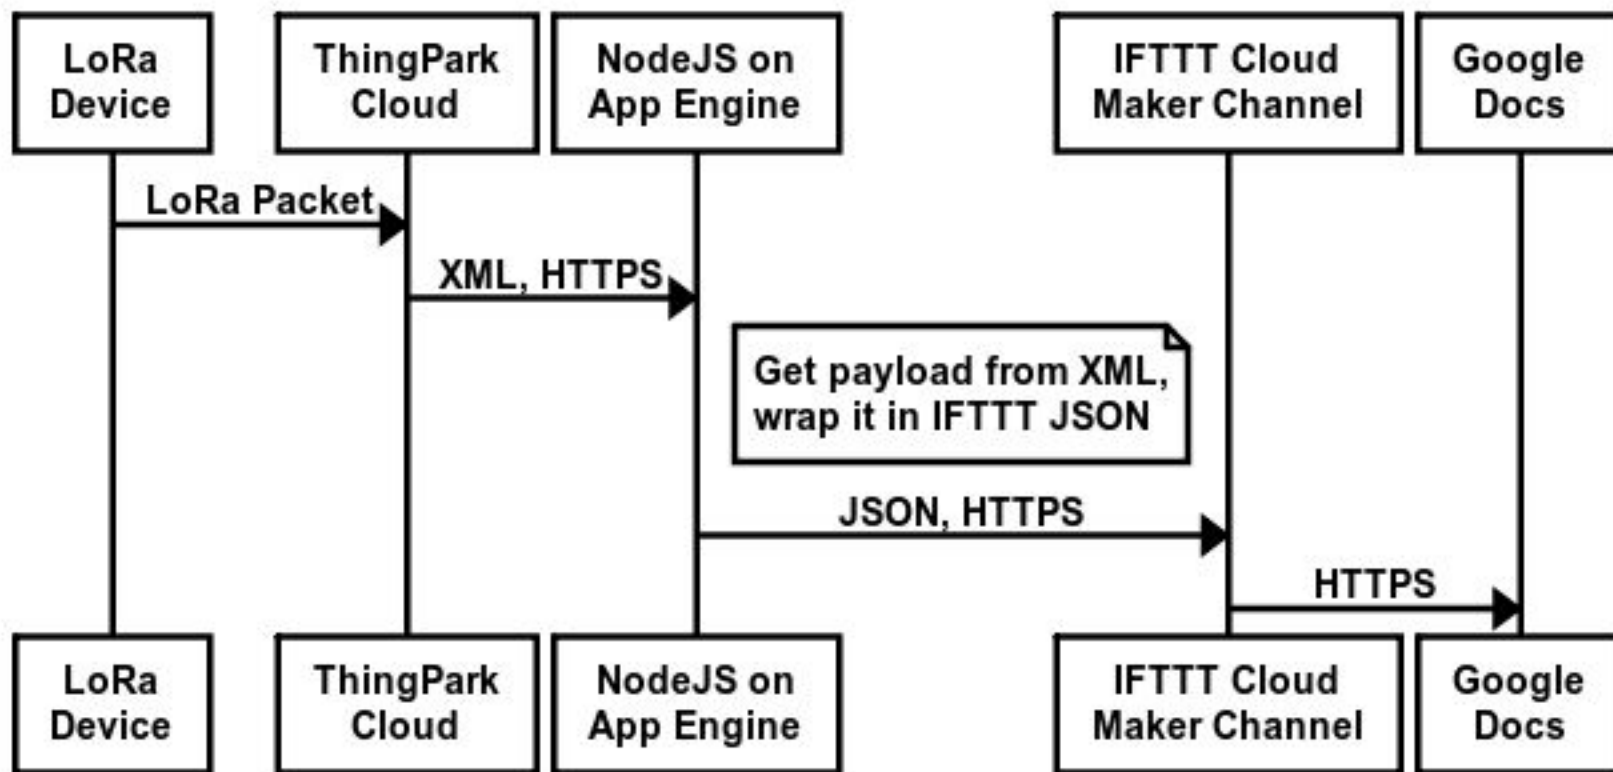 LoRa
Device
ThingPark
Cloud
NodeJS on
App Engine
IFTTT Cloud
Maker Channel
Google
Docs
LoRa Packet
XML, HTTPS
Get payload from XML,
wrap it in IFTTT JSON
JSON, HTTPS
HTTPS
LoRa
Device
ThingPark
Cloud
NodeJS on
App Engine
IFTTT Cloud
Maker Channel
Google
Docs